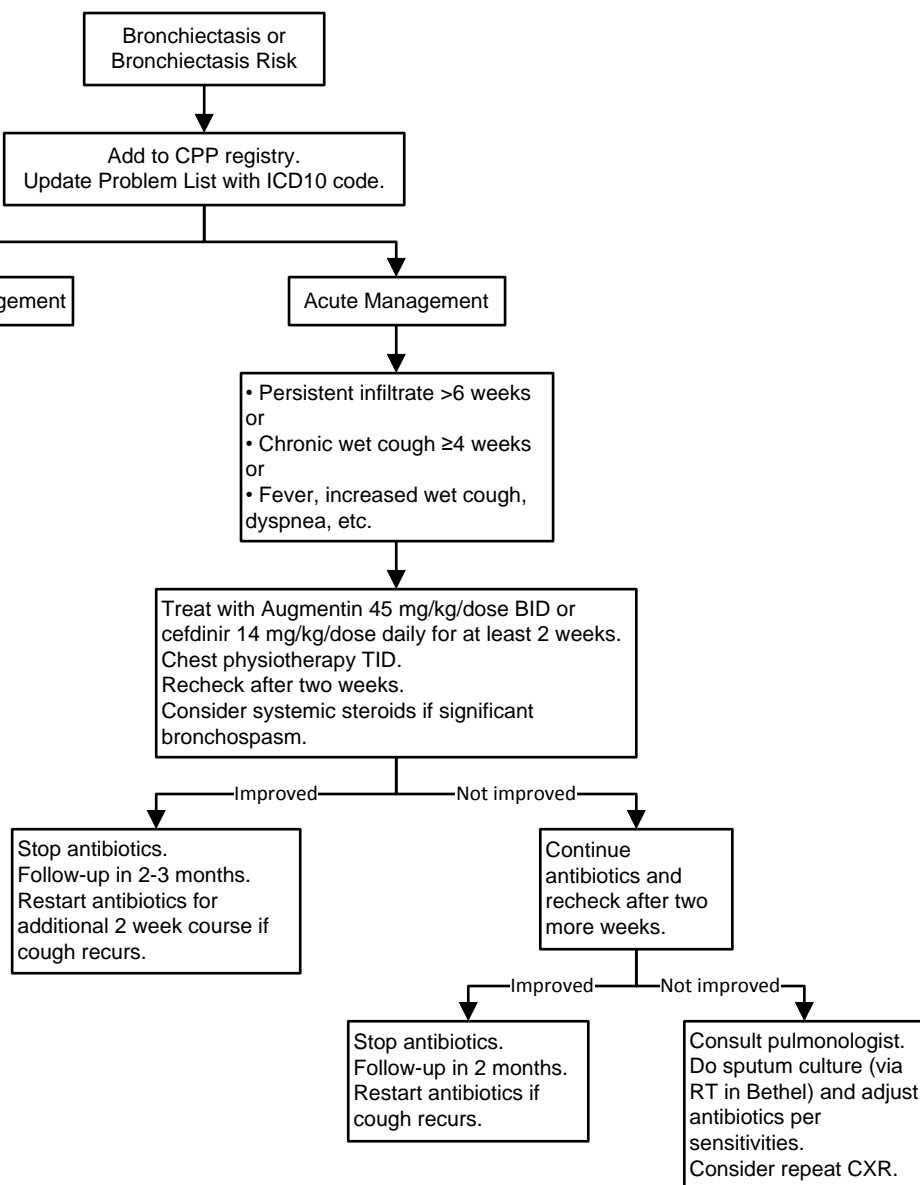 Bronchiectasis or
Bronchiectasis Risk
Add to CPP registry.
Update Problem List with ICD10 code.
gement
Acute Management
• Persistent infiltrate >6 weeks
or
• Chronic wet cough ≥4 weeks
or
• Fever, increased wet cough,
dyspnea, etc.
Treat with Augmentin 45 mg/kg/dose BID or
cefdinir 14 mg/kg/dose daily for at least 2 weeks.
Chest physiotherapy TID.
Recheck after two weeks.
Consider systemic steroids if significant
bronchospasm.
Improved
Not improved
Stop antibiotics.
Follow-up in 2-3 months.
Restart antibiotics for
additional 2 week course if
cough recurs.
Continue
antibiotics and
recheck after two
more weeks.
Improved
Not improved
Stop antibiotics.
Follow-up in 2 months.
Restart antibiotics if
cough recurs.
Consult pulmonologist.
Do sputum culture (via
RT in Bethel) and adjust
antibiotics per
sensitivities.
Consider repeat CXR.